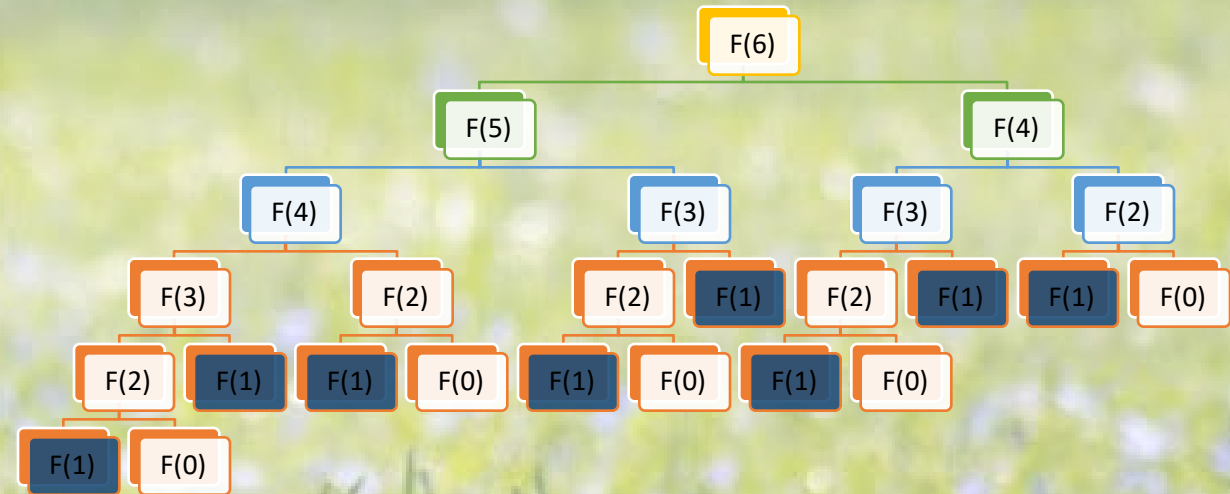 F(6)
F(5) F(4)
F(4) F(3) F(3) F(2)
F(3) F(2) F(2) F(1) F(2) F(1) F(1) F(0)
F(2) F(1) F(1) F(0) F(1) F(0) F(1) F(0)
F(1) F(0)